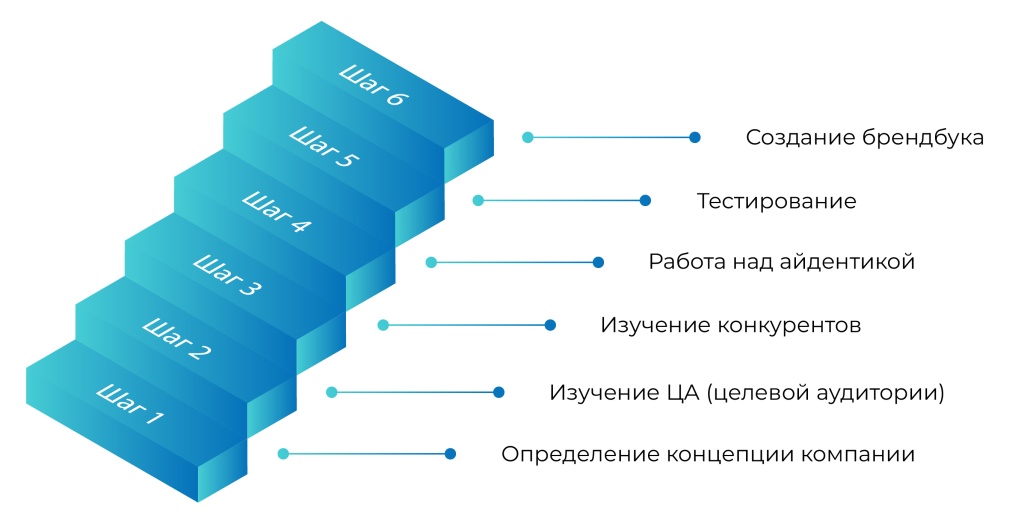 Шаг 6
Создание брендбука
Шаг 5
Тестирование
Шаг 4
Работа над айдентикой
Шаг 3
Изучение конкурентов
Шаг 2
Изучение ЦА (целевой аудитории)
Шаг 1
Определение концепции компании